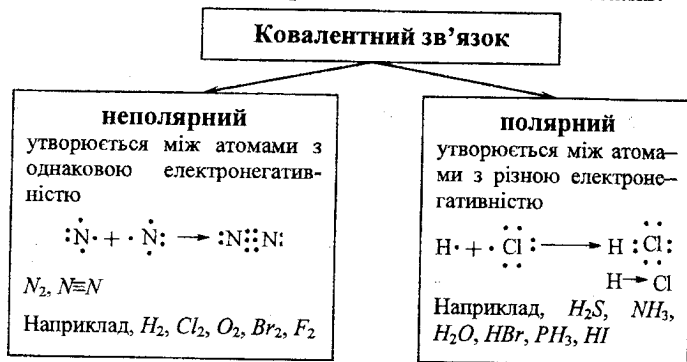 Ковалентний зв’язок
неполярний
утворюється між атомами з
однаковою електронегатив-
ністю
:N· + ·N: → :N⫶⫶N:
N₂, N≡N
Наприклад, H₂, Cl₂, O₂, Br₂, F₂
полярний
утворюється між атома-
ми з різною електроне-
гативністю
H· + ·Cl: → H :Cl:
H→Cl
Наприклад, H₂S, NH₃,
H₂O, HBr, PH₃, HI